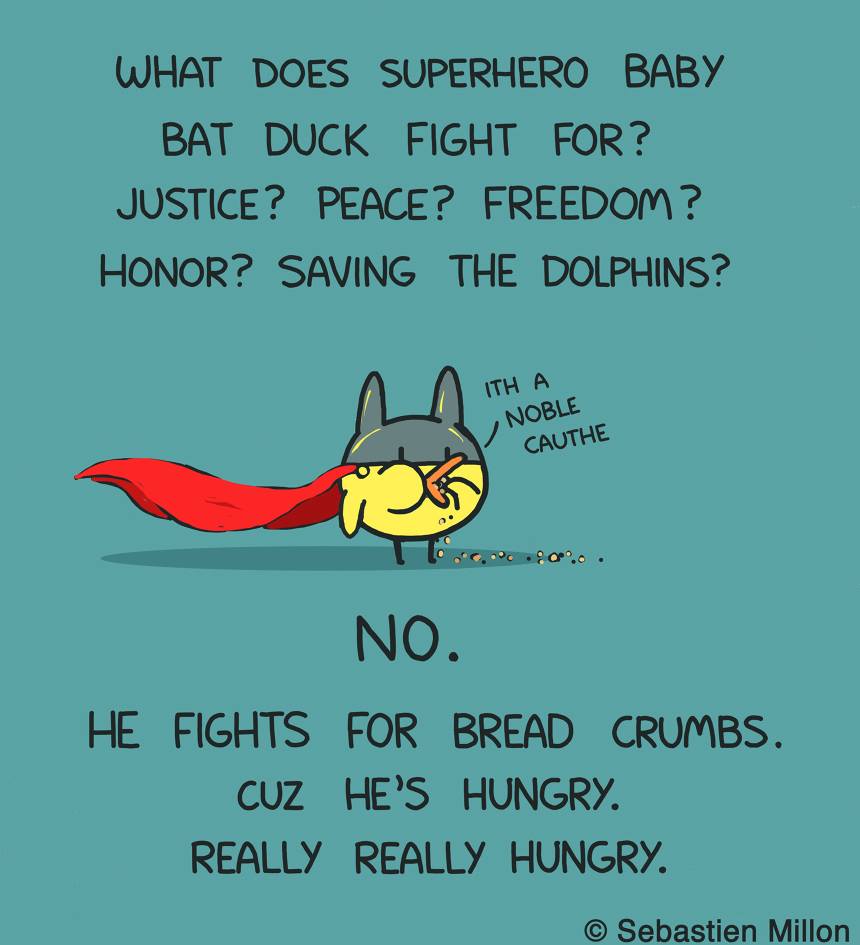 WHAT DOES SUPERHERO BABY
BAT DUCK FIGHT FOR?
JUSTICE? PEACE? FREEDOM?
HONOR? SAVING THE DOLPHINS?
ITH A
NOBLE
CAUTHE
NO.
HE FIGHTS FOR BREAD CRUMBS.
CUZ HE'S HUNGRY.
REALLY REALLY HUNGRY.
© Sebastien Millon